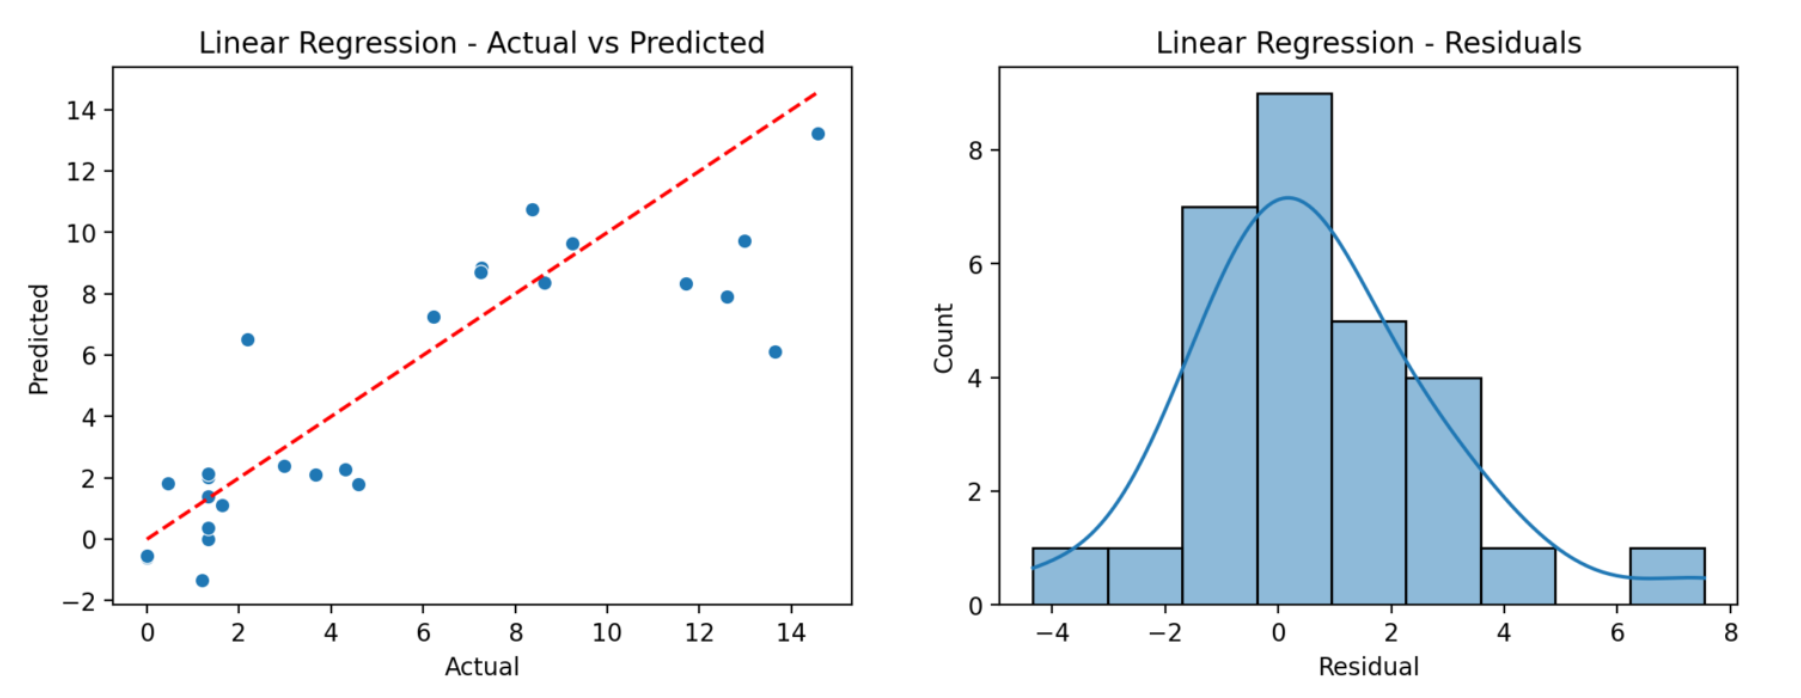 Linear Regression - Actual vs Predicted
14
12
10
8
6
4
2
0
−2
Predicted
0 2 4 6 8 10 12 14
Actual
Linear Regression - Residuals
8
6
4
2
0
Count
−4 −2 0 2 4 6 8
Residual